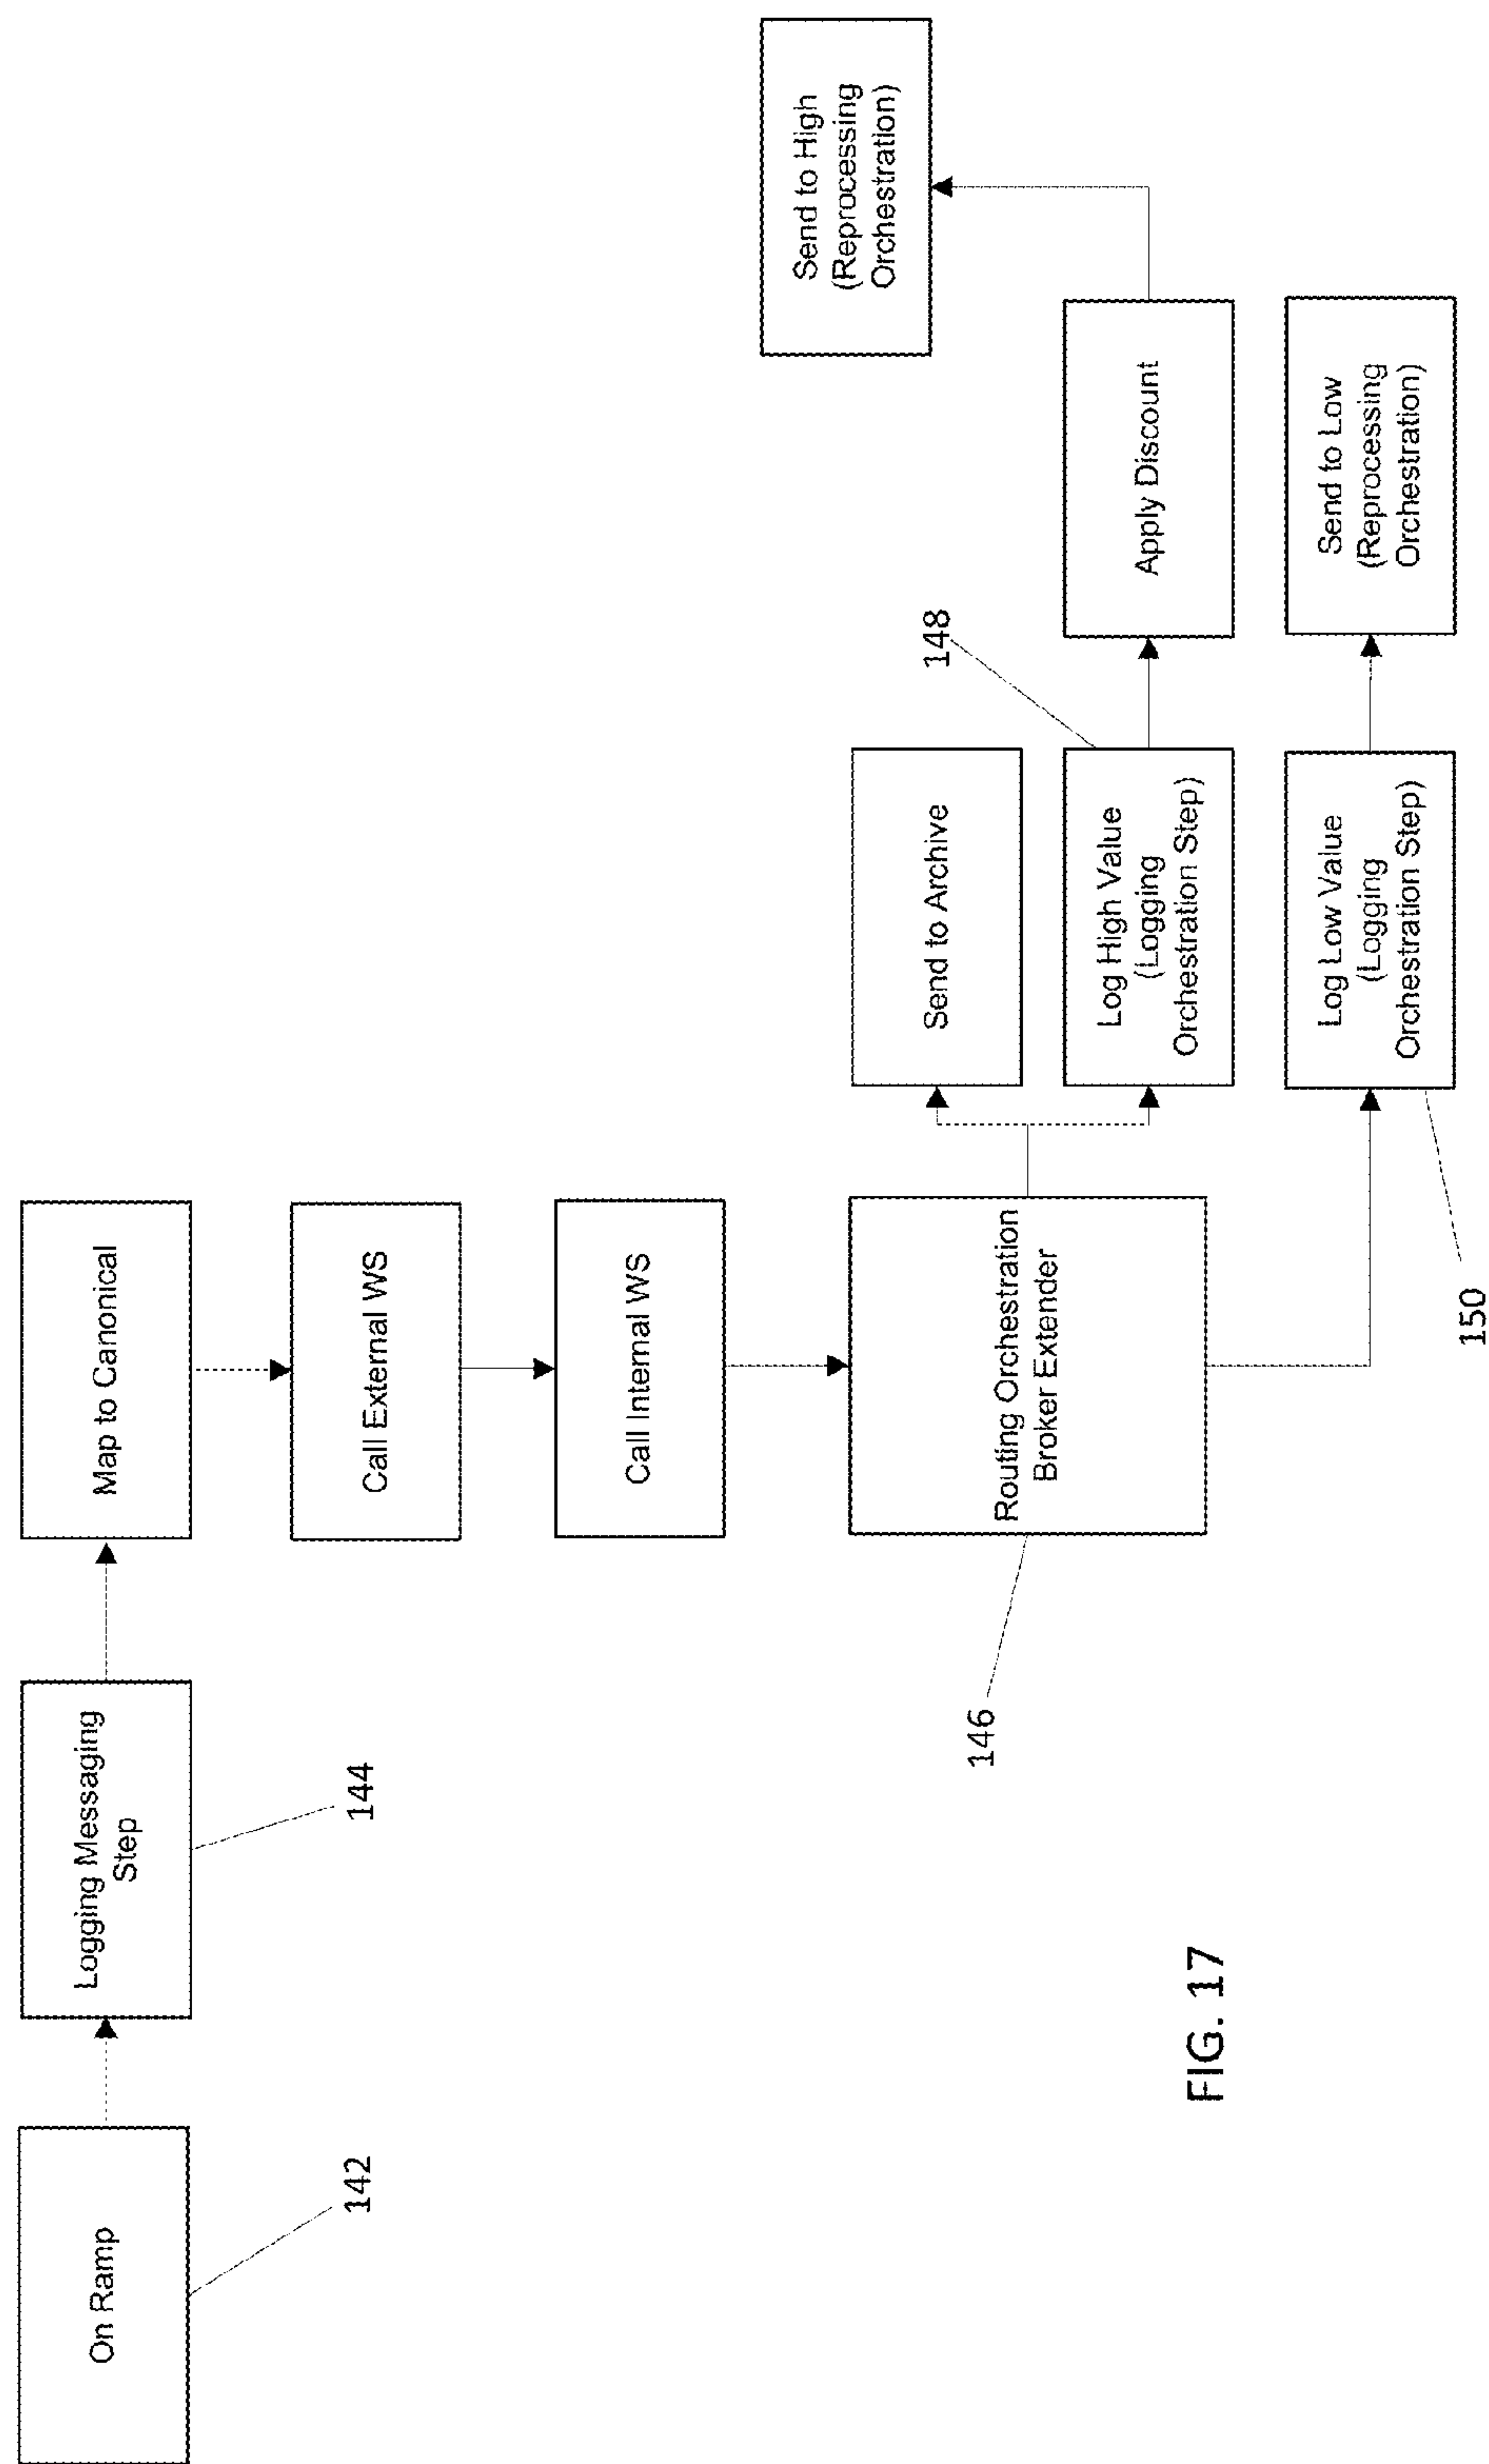 On Ramp
142
Logging Messaging
Step
144
Map to Canonical
Call External WS
Call Internal WS
Routing Orchestration
Broker Extender
146
Send to Archive
Log High Value
(Logging
Orchestration Step)
148
Log Low Value
(Logging
Orchestration Step)
150
Apply Discount
Send to High
(Reprocessing
Orchestration)
Send to Low
(Reprocessing
Orchestration)
FIG. 17